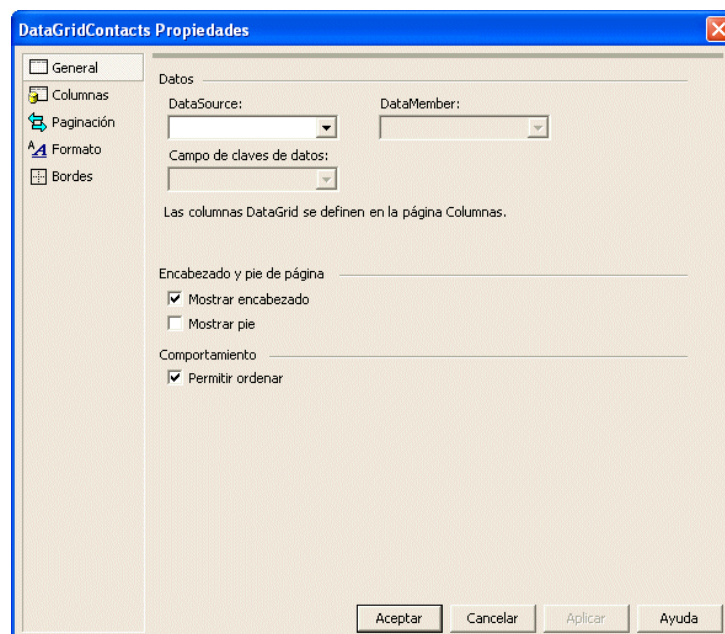 DataGridContacts Propiedades
General
Columnas
Paginación
Formato
Bordes
Datos
DataSource:
DataMember:
Campo de claves de datos:
Las columnas DataGrid se definen en la página Columnas.
Encabezado y pie de página
Mostrar encabezado
Mostrar pie
Comportamiento
Permitir ordenar
Aceptar
Cancelar
Aplicar
Ayuda